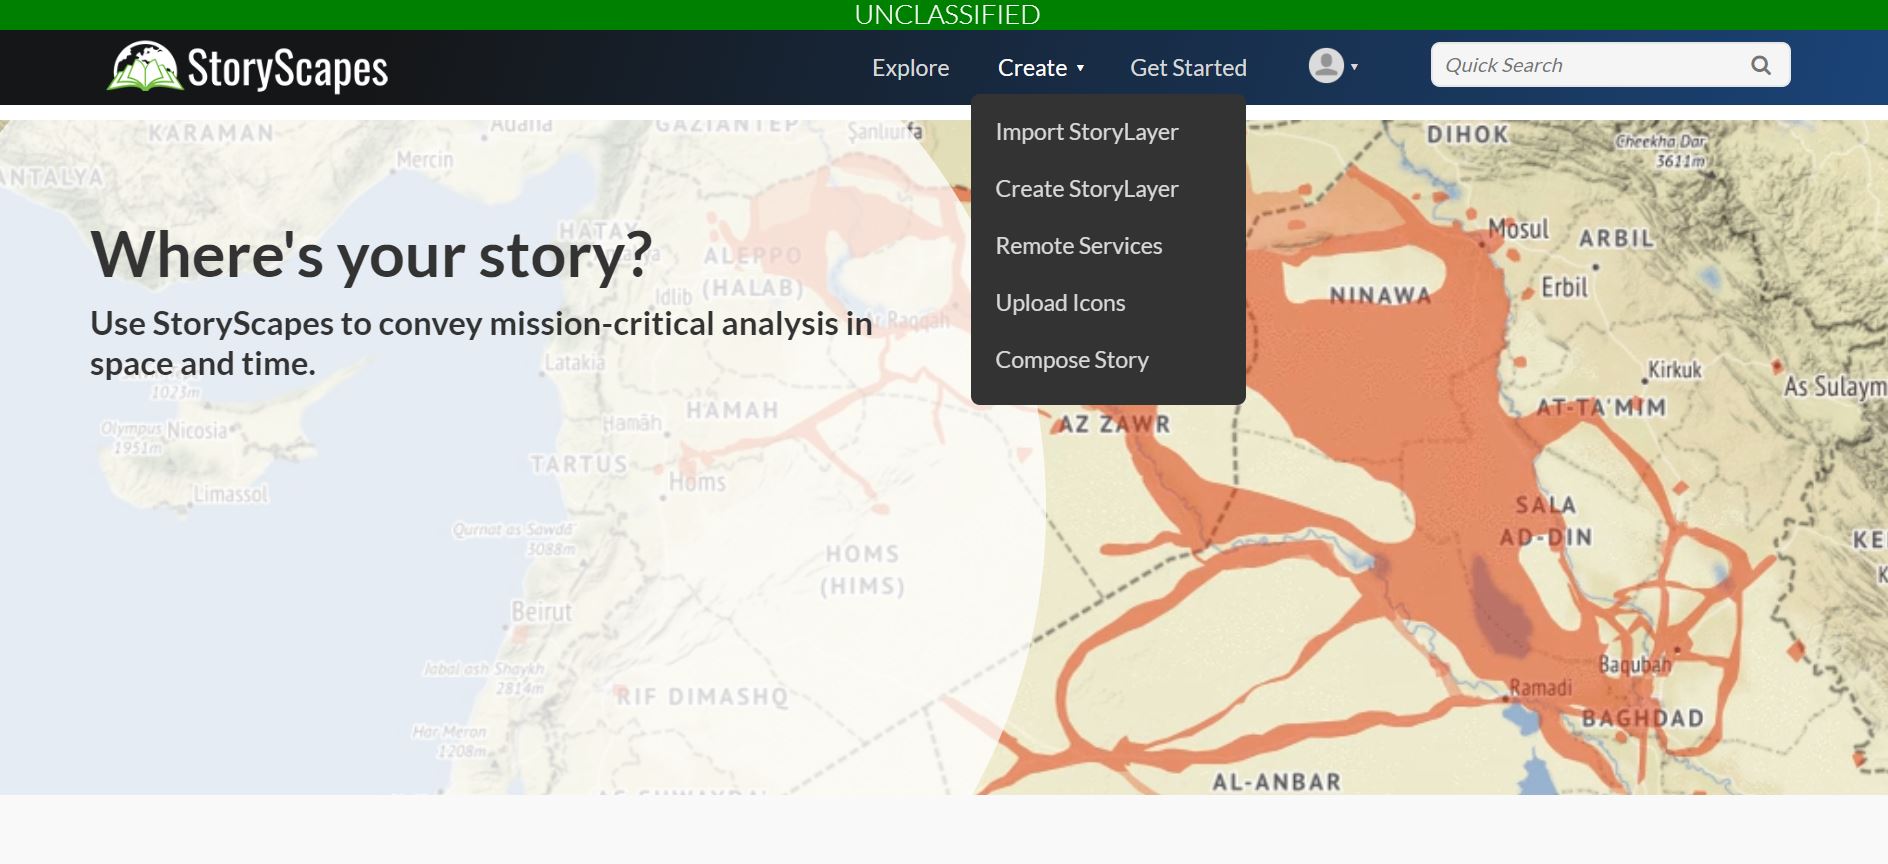 UNCLASSIFIED
StoryScapes
Explore
Create
Get Started
Quick Search
Import StoryLayer
Create StoryLayer
Remote Services
Upload Icons
Compose Story
Where's your story?
Use StoryScapes to convey mission-critical analysis in
space and time.
KARAMAN
Adana
GAZIANTEP
Şanlıurfa
Mercin
ANTALYA
HATAY
ALEPPO
(HALAB)
Idlib
Ar Raqqah
Latakia
1023m
Olympus
1951m
Nicosia
Limassol
Hamāh
HAMAH
TARTUS
Homs
Qurnat as Sawdā'
3088m
HOMS
(HIMS)
Beirut
Jabal ash Shaykh
2814m
RIF DIMASHQ
Har Meron
1208m
DIHOK
Cheekha Dar
3611m
Mosul
ARBIL
Erbil
NINAWA
Kirkuk
As Sulaym
AT-TA'MIM
AZ ZAWR
SALA
AD-DIN
KE
K
Baqubah
Ramadi
BAGHDAD
AL-ANBAR